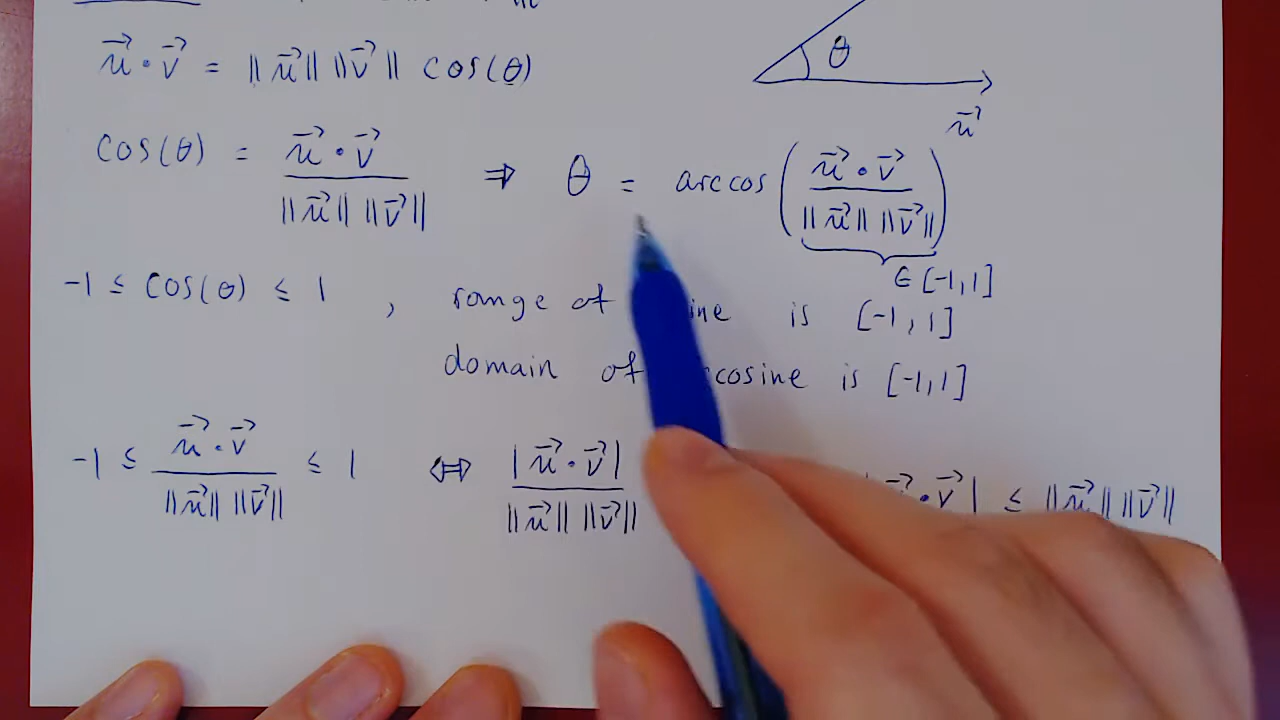 u⃗ · v⃗ = ‖u⃗‖ ‖v⃗‖ cos(θ)
θ
u⃗
cos(θ) = u⃗ · v⃗ / ‖u⃗‖ ‖v⃗‖ ⇒ θ = arccos( u⃗ · v⃗ / ‖u⃗‖ ‖v⃗‖ )
∈ [-1,1]
-1 ≤ cos(θ) ≤ 1 , range of ine is [-1,1]
domain of cosine is [-1,1]
-1 ≤ u⃗ · v⃗ / ‖u⃗‖ ‖v⃗‖ ≤ 1 ⇔ |u⃗ · v⃗| / ‖u⃗‖ ‖v⃗‖ · v⃗| ≤ ‖u⃗‖ ‖v⃗‖